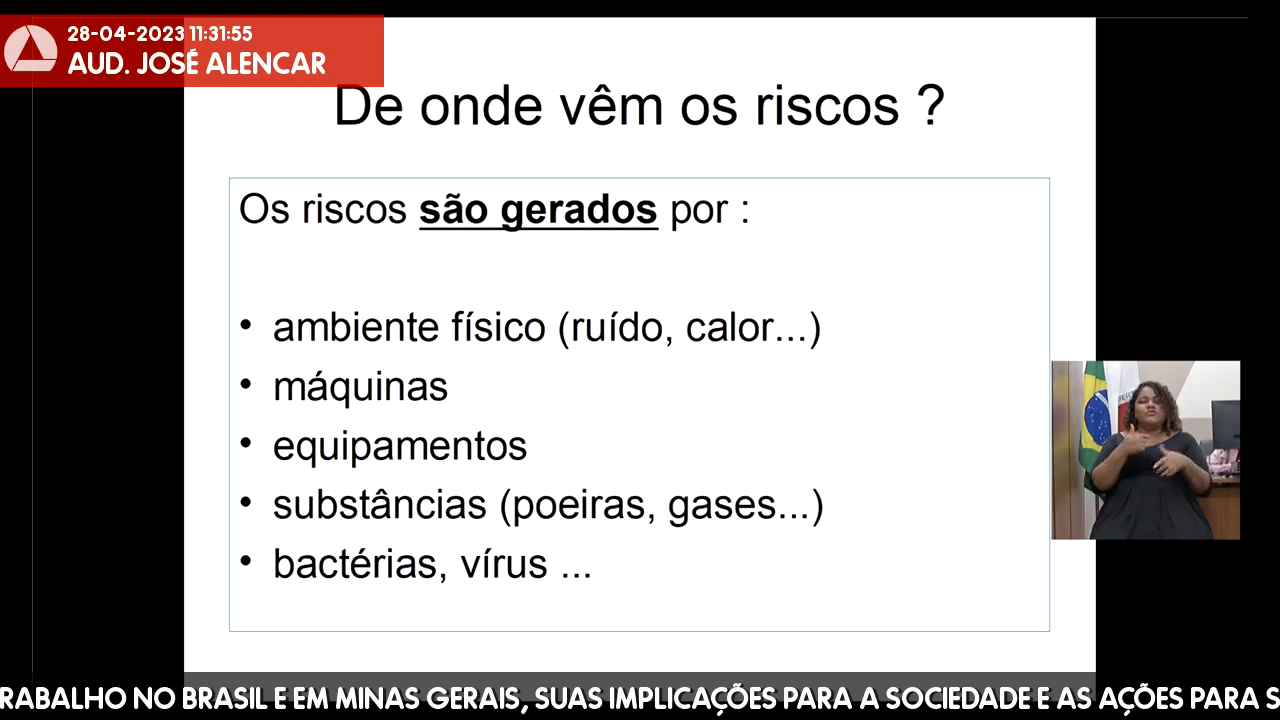 28-04-2023 11:31:55
AUD. JOSÉ ALENCAR
De onde vêm os riscos ?
Os riscos são gerados por :
• ambiente físico (ruído, calor...)
• máquinas
• equipamentos
• substâncias (poeiras, gases...)
• bactérias, vírus ...
RABALHO NO BRASIL E EM MINAS GERAIS, SUAS IMPLICAÇÕES PARA A SOCIEDADE E AS AÇÕES PARA S